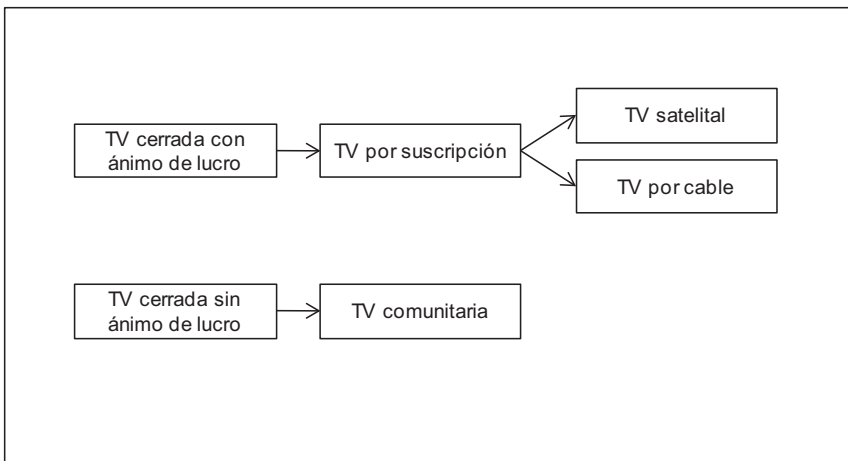 TV cerrada con
ánimo de lucro
TV por suscripción
TV satelital
TV por cable
TV cerrada sin
ánimo de lucro
TV comunitaria